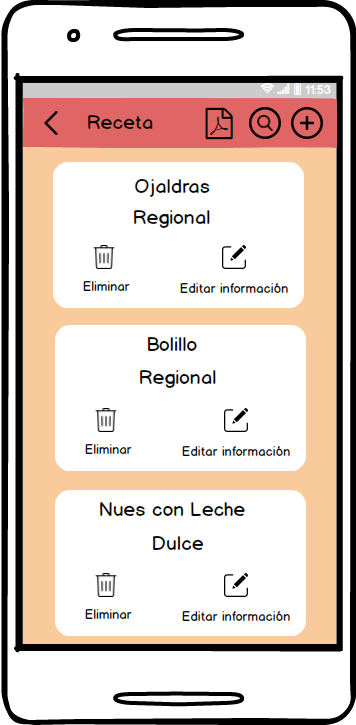 11:53
Receta
Ojaldras
Regional
Eliminar
Editar información
Bolillo
Regional
Eliminar
Editar información
Nues con Leche
Dulce
Eliminar
Editar información